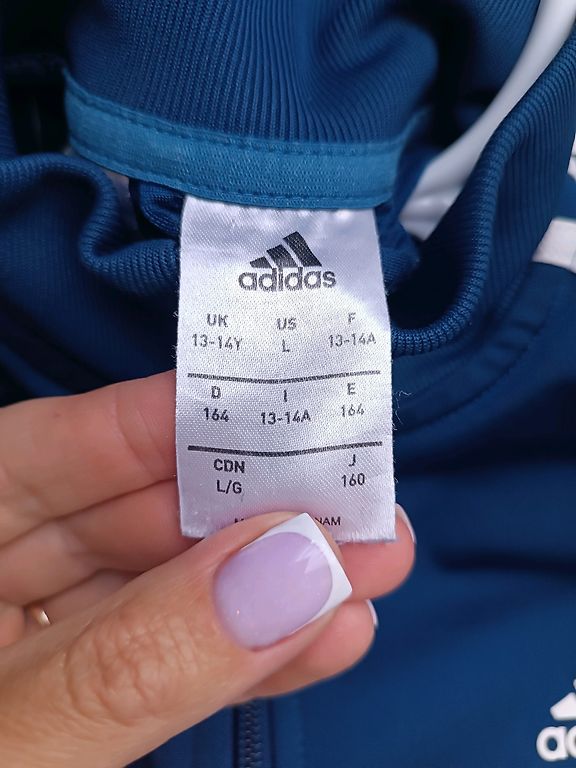 adidas
UK US F
13-14Y L 13-14A
D I E
164 13-14A 164
CDN J
L/G 160